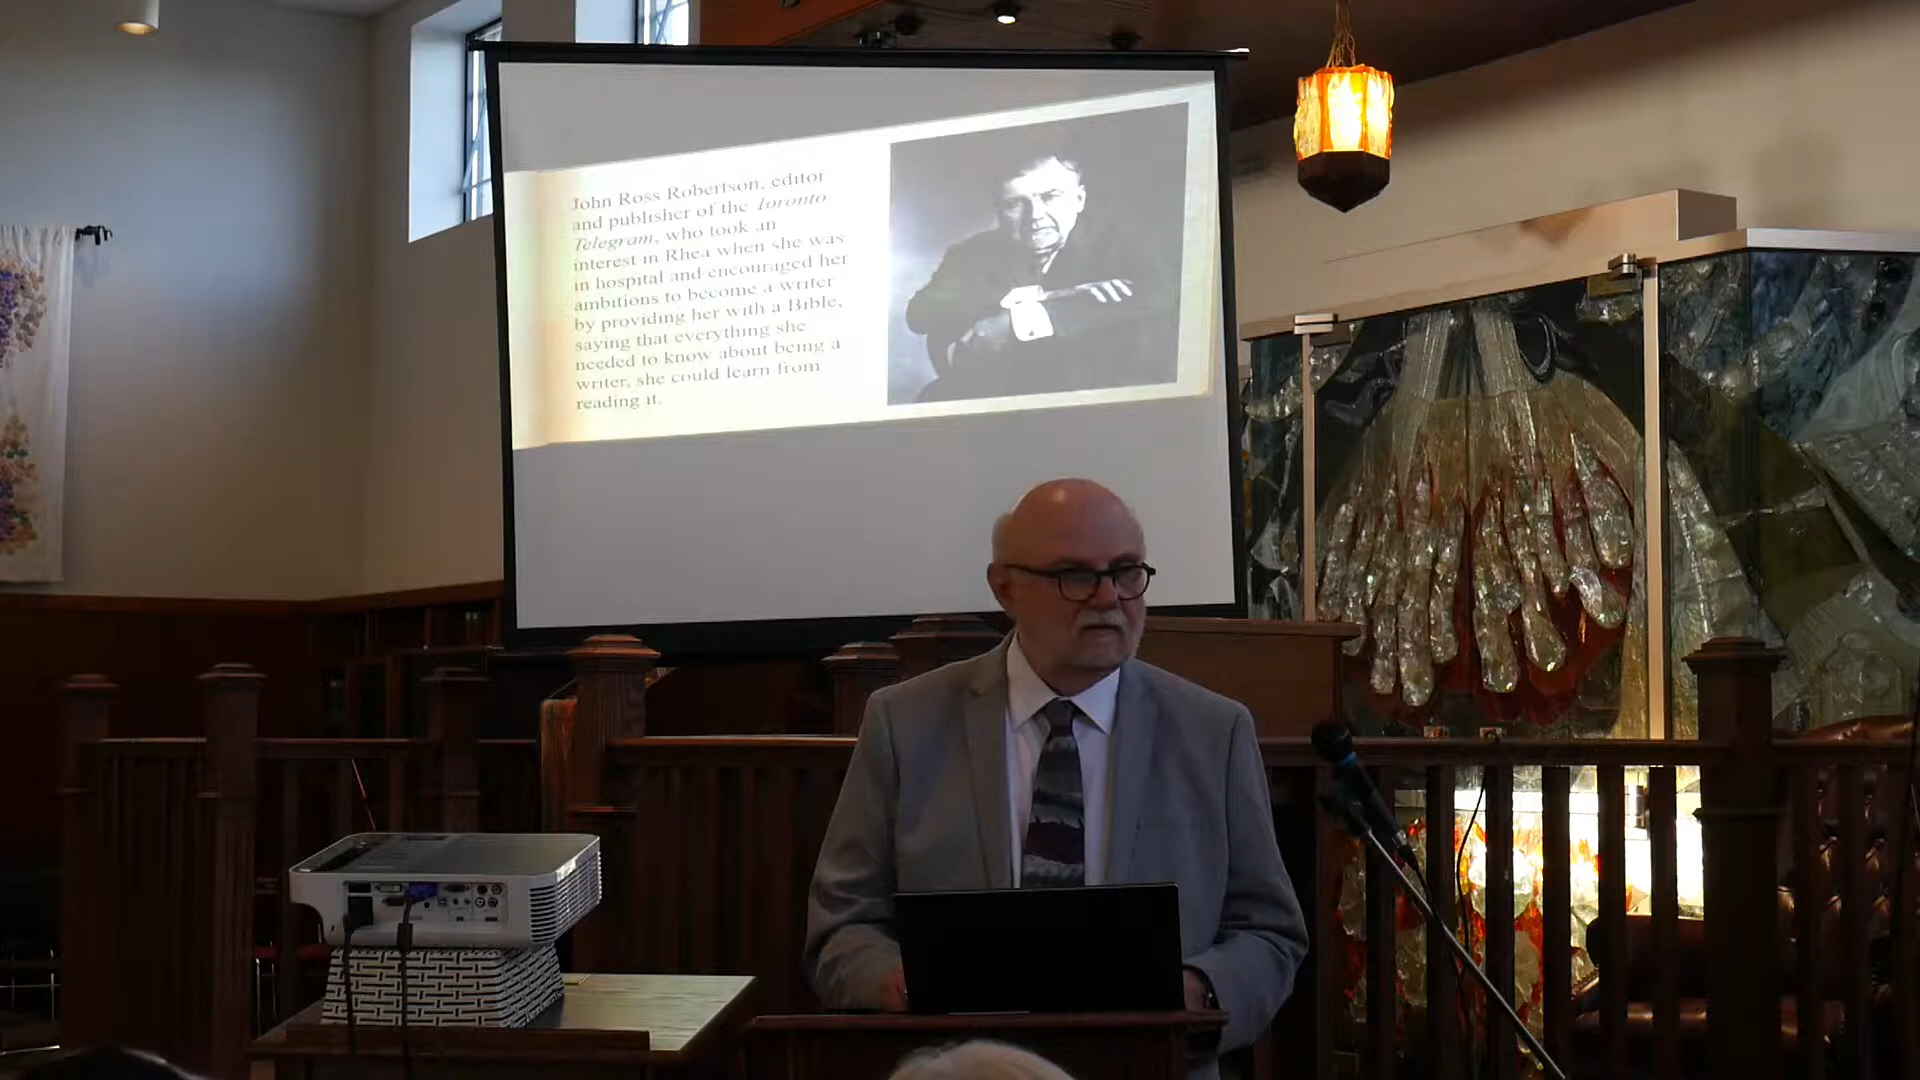 John Ross Robertson, editor
and publisher of the Toronto
Telegram, who took an
interest in Rhea when she was
in hospital and encouraged her
ambitions to become a writer
by providing her with a Bible,
saying that everything she
needed to know about being a
writer, she could learn from
reading it.